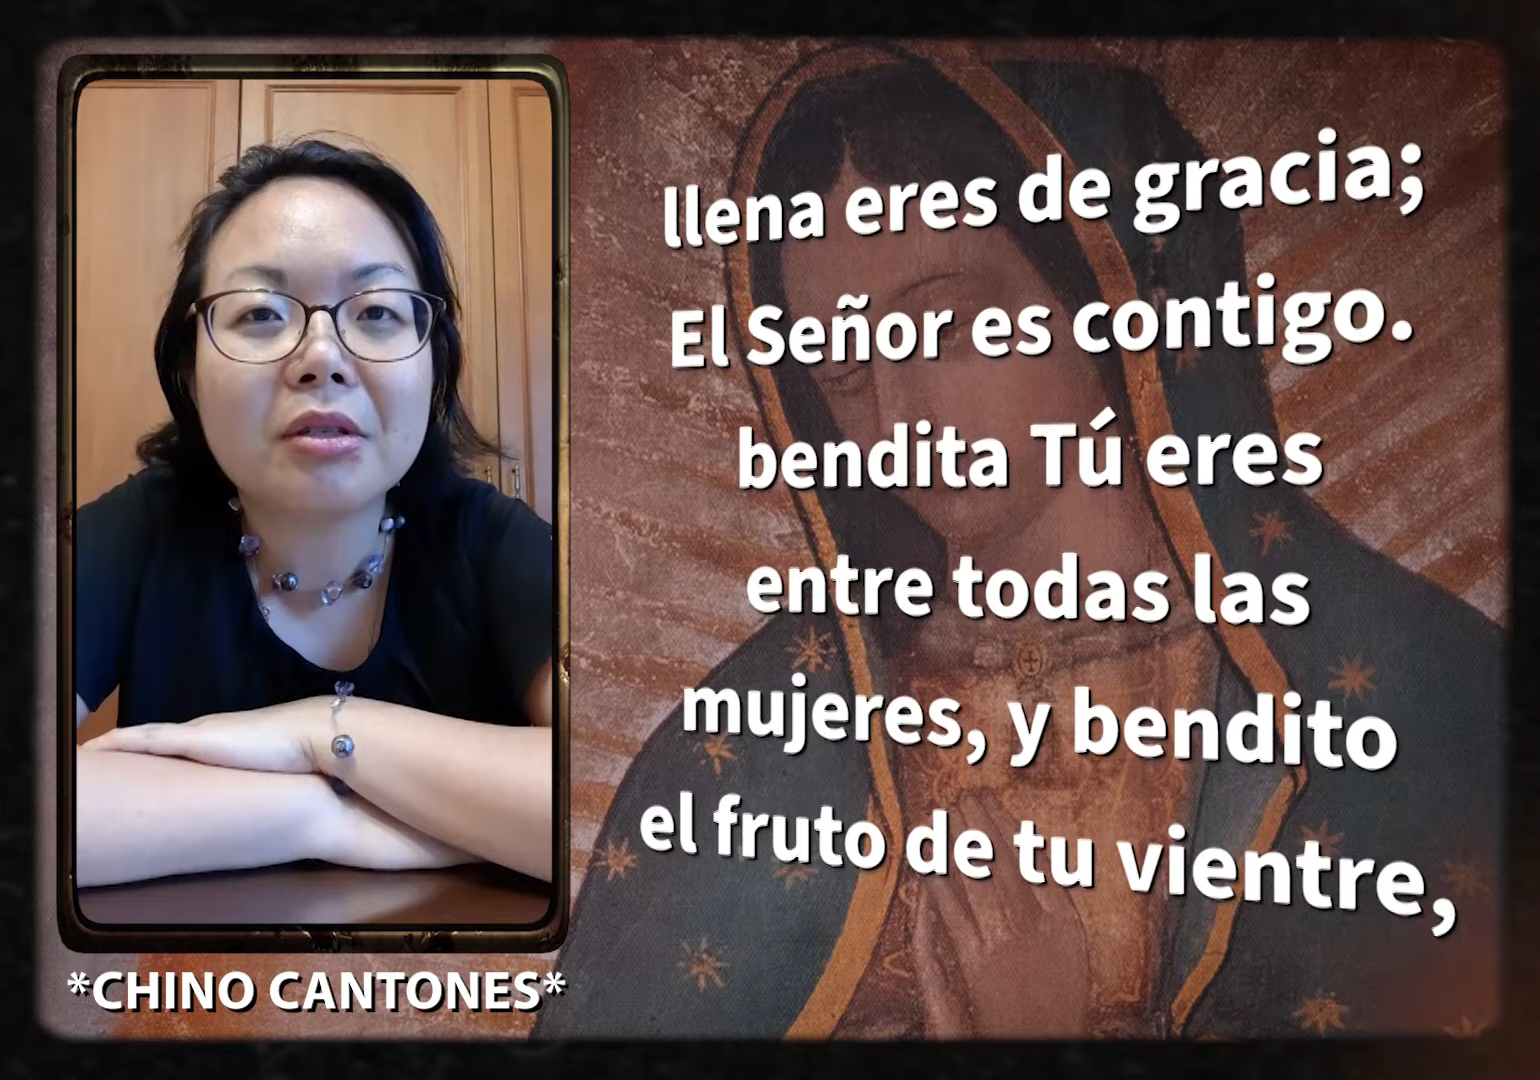 llena eres de gracia;
El Señor es contigo.
bendita Tú eres
entre todas las
mujeres, y bendito
el fruto de tu vientre,
*CHINO CANTONES*